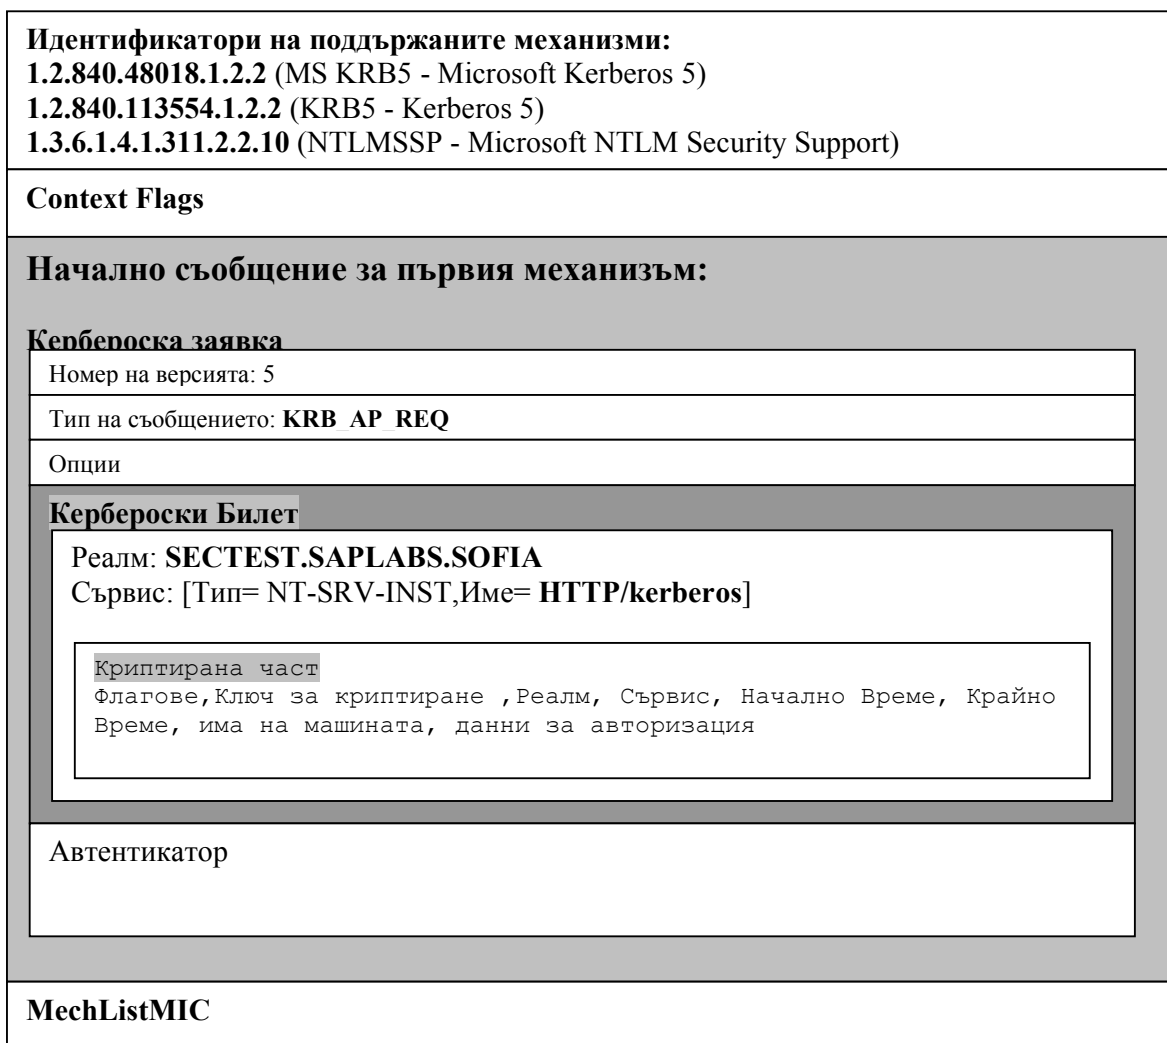 Идентификатори на поддържаните механизми:
1.2.840.48018.1.2.2 (MS KRB5 - Microsoft Kerberos 5)
1.2.840.113554.1.2.2 (KRB5 - Kerberos 5)
1.3.6.1.4.1.311.2.2.10 (NTLMSSP - Microsoft NTLM Security Support)
Context Flags
Начално съобщение за първия механизъм:
Кербероска заявка
Номер на версията: 5
Тип на съобщението: KRB_AP_REQ
Опции
Кербероски Билет
Реалм: SECTEST.SAPLABS.SOFIA
Сървис: [Тип= NT-SRV-INST,Име= HTTP/kerberos]
Криптирана част
Флагове,Ключ за криптиране ,Реалм, Сървис, Начално Време, Крайно
Време, има на машината, данни за авторизация
Автентикатор
MechListMIC